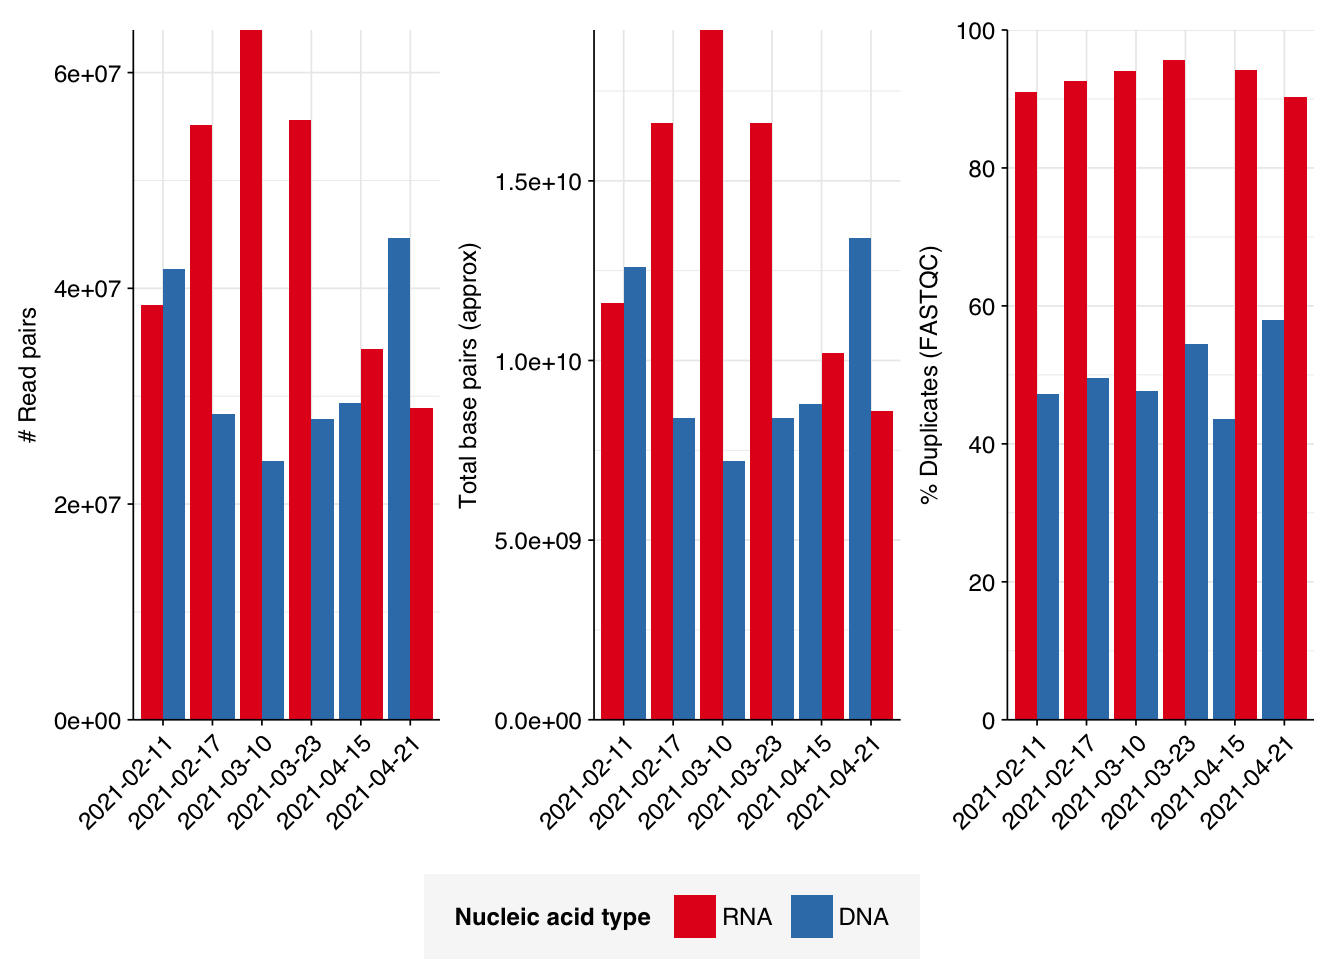 # Read pairs
6e+07
4e+07
2e+07
0e+00
2021-02-11
2021-02-17
2021-03-10
2021-03-23
2021-04-15
2021-04-21
Total base pairs (approx)
1.5e+10
1.0e+10
5.0e+09
0.0e+00
2021-02-11
2021-02-17
2021-03-10
2021-03-23
2021-04-15
2021-04-21
% Duplicates (FASTQC)
100
80
60
40
20
0
2021-02-11
2021-02-17
2021-03-10
2021-03-23
2021-04-15
2021-04-21
Nucleic acid type RNA DNA